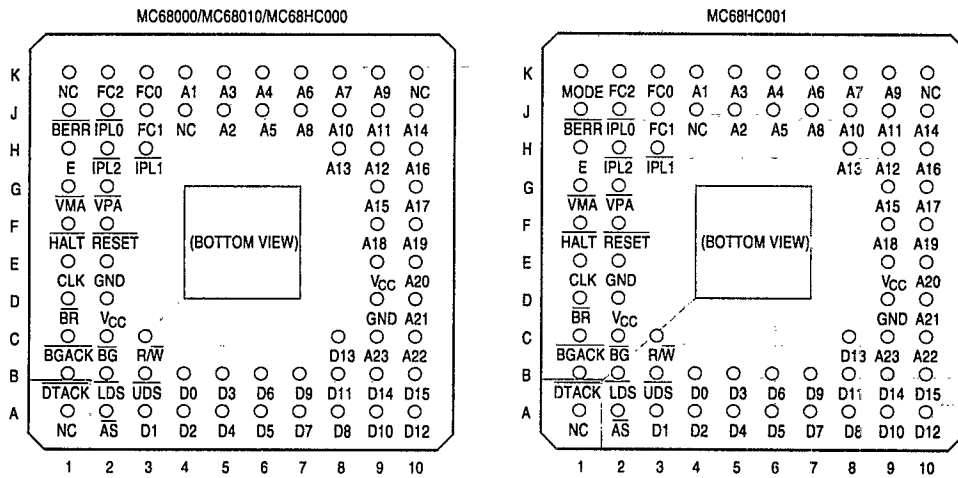 MC68000/MC68010/MC68HC000
K
NC FC2 FC0 A1 A3 A4 A6 A7 A9 NC
J
BERR IPL0 FC1 NC A2 A5 A8 A10 A11 A14
H
E IPL2 IPL1 A13 A12 A16
G
VMA VPA A15 A17
F
HALT RESET (BOTTOM VIEW) A18 A19
E
CLK GND VCC A20
D
BR VCC GND A21
C
BGACK BG R/W D13 A23 A22
B
DTACK LDS UDS D0 D3 D6 D9 D11 D14 D15
A
NC AS D1 D2 D4 D5 D7 D8 D10 D12
1 2 3 4 5 6 7 8 9 10
MC68HC001
K
MODE FC2 FC0 A1 A3 A4 A6 A7 A9 NC
J
BERR IPL0 FC1 NC A2 A5 A8 A10 A11 A14
H
E IPL2 IPL1 A13 A12 A16
G
VMA VPA A15 A17
F
HALT RESET (BOTTOM VIEW) A18 A19
E
CLK GND VCC A20
D
BR VCC GND A21
C
BGACK BG R/W D13 A23 A22
B
DTACK LDS UDS D0 D3 D6 D9 D11 D14 D15
A
NC AS D1 D2 D4 D5 D7 D8 D10 D12
1 2 3 4 5 6 7 8 9 10